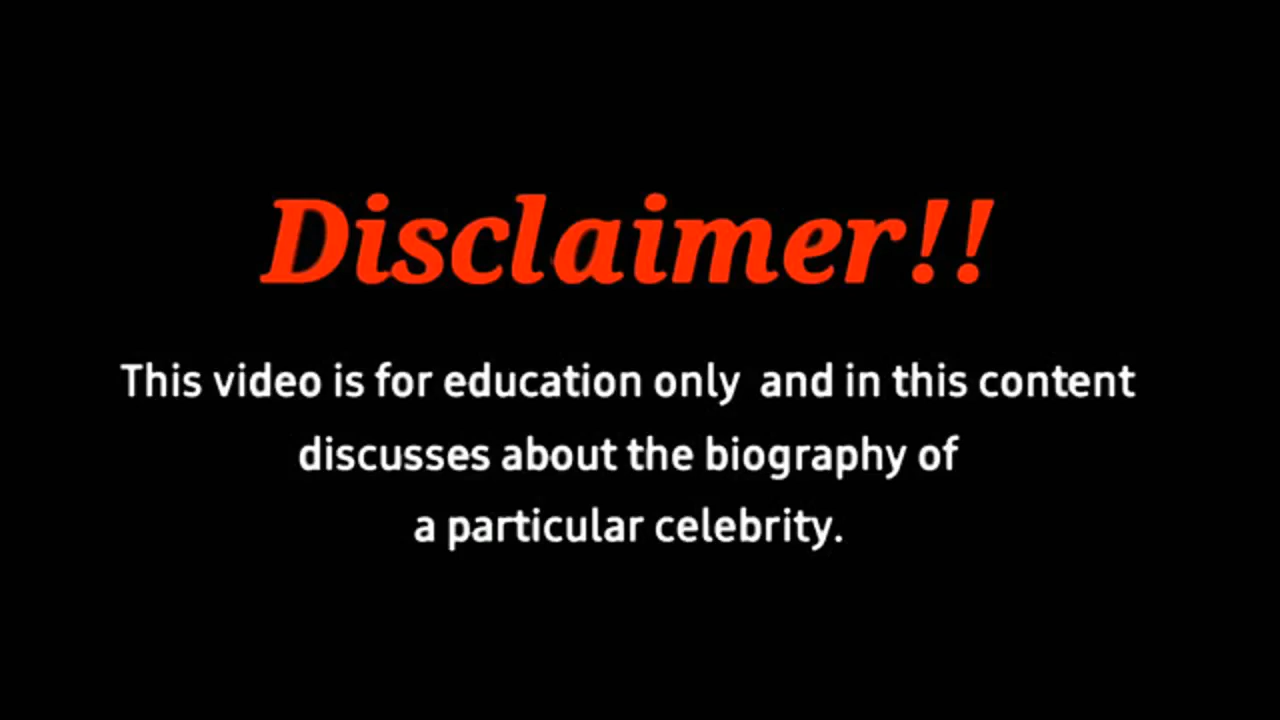 Disclaimer!!
This video is for education only  and in this content
discusses about the biography of
a particular celebrity.